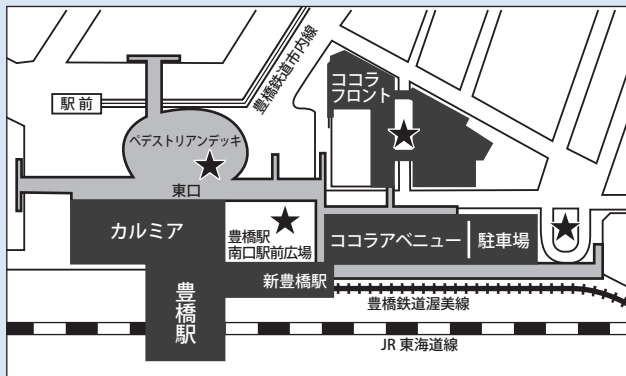 駅前
豊橋鉄道市内線
ココラ
フロント
ペデストリアンデッキ
東口
カルミア
豊橋駅
南口駅前広場
ココラアベニュー
駐車場
新豊橋駅
豊橋駅
豊橋鉄道渥美線
JR東海道線